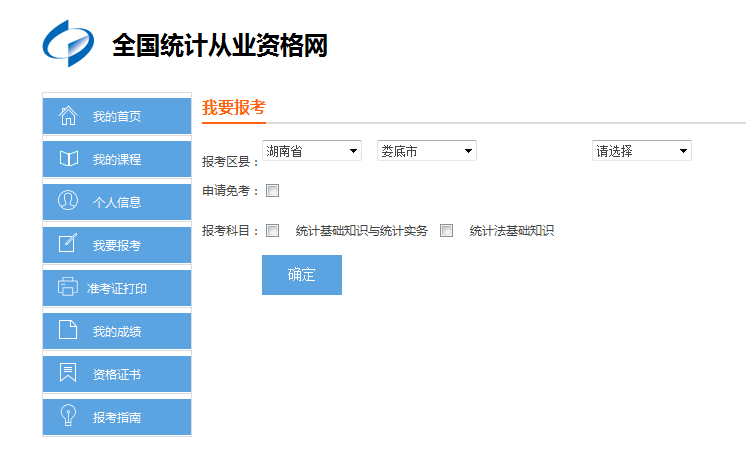 全国统计从业资格网
我的首页
我的课程
个人信息
我要报考
准考证打印
我的成绩
资格证书
报考指南
我要报考
报考区县： 湖南省 娄底市 请选择
申请免考：
报考科目： 统计基础知识与统计实务 统计法基础知识
确定